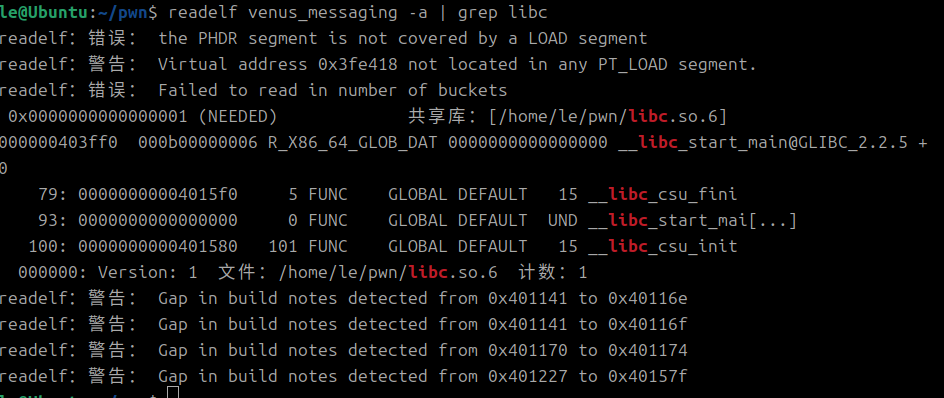 le@Ubuntu:~/pwn$ readelf venus_messaging -a | grep libc
readelf: 错误： the PHDR segment is not covered by a LOAD segment
readelf: 警告： Virtual address 0x3fe418 not located in any PT_LOAD segment.
readelf: 错误： Failed to read in number of buckets
0x0000000000000001 (NEEDED) 共享库：[/home/le/pwn/libc.so.6]
000000403ff0 000b00000006 R_X86_64_GLOB_DAT 0000000000000000 __libc_start_main@GLIBC_2.2.5 +
0
79: 00000000004015f0 5 FUNC GLOBAL DEFAULT 15 __libc_csu_fini
93: 0000000000000000 0 FUNC GLOBAL DEFAULT UND __libc_start_mai[...]
100: 0000000000401580 101 FUNC GLOBAL DEFAULT 15 __libc_csu_init
000000: Version: 1 文件：/home/le/pwn/libc.so.6 计数：1
readelf: 警告： Gap in build notes detected from 0x401141 to 0x40116e
readelf: 警告： Gap in build notes detected from 0x401141 to 0x40116f
readelf: 警告： Gap in build notes detected from 0x401170 to 0x401174
readelf: 警告： Gap in build notes detected from 0x401227 to 0x40157f
le@Ubuntu:~/pwn$